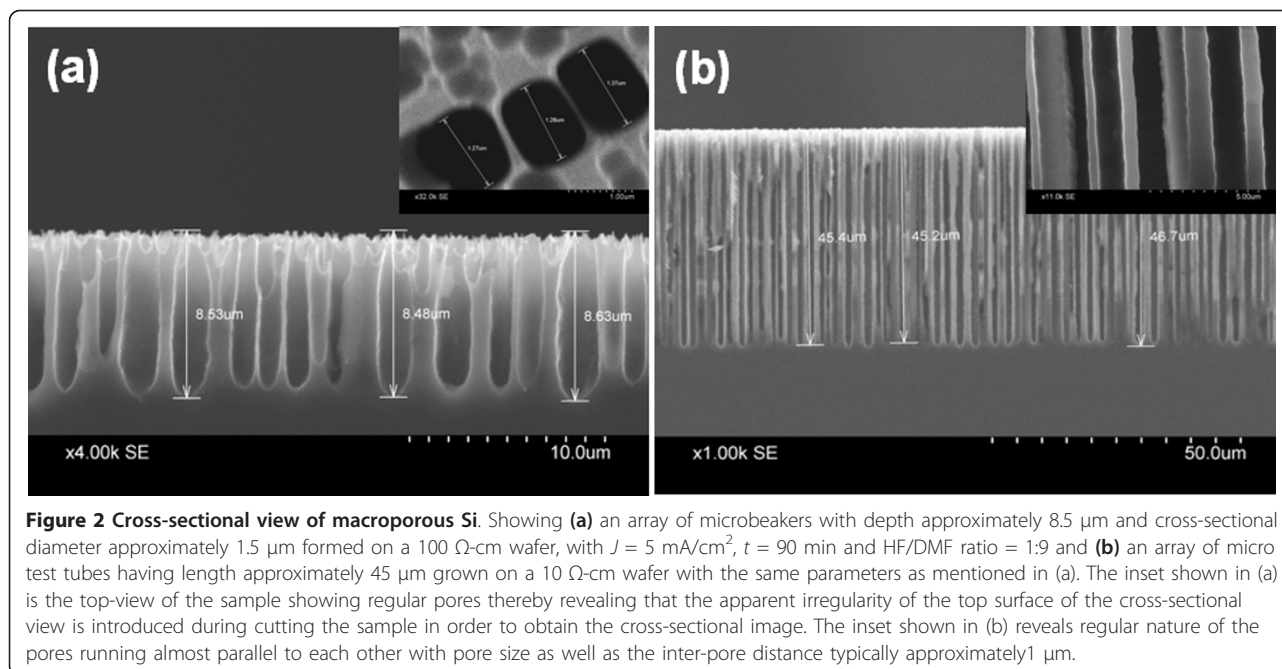 (a)
1.27um
1.28um
1.37um
x32.0k SE 1.00um
8.53um
8.48um
8.63um
x4.00k SE 10.0um
(b)
x11.0k SE 5.00um
45.4um
45.2um
46.7um
x1.00k SE 50.0um
Figure 2 Cross-sectional view of macroporous Si. Showing (a) an array of microbeakers with depth approximately 8.5 μm and cross-sectional
diameter approximately 1.5 μm formed on a 100 Ω-cm wafer, with J = 5 mA/cm², t = 90 min and HF/DMF ratio = 1:9 and (b) an array of micro
test tubes having length approximately 45 μm grown on a 10 Ω-cm wafer with the same parameters as mentioned in (a). The inset shown in (a)
is the top-view of the sample showing regular pores thereby revealing that the apparent irregularity of the top surface of the cross-sectional
view is introduced during cutting the sample in order to obtain the cross-sectional image. The inset shown in (b) reveals regular nature of the
pores running almost parallel to each other with pore size as well as the inter-pore distance typically approximately1 μm.